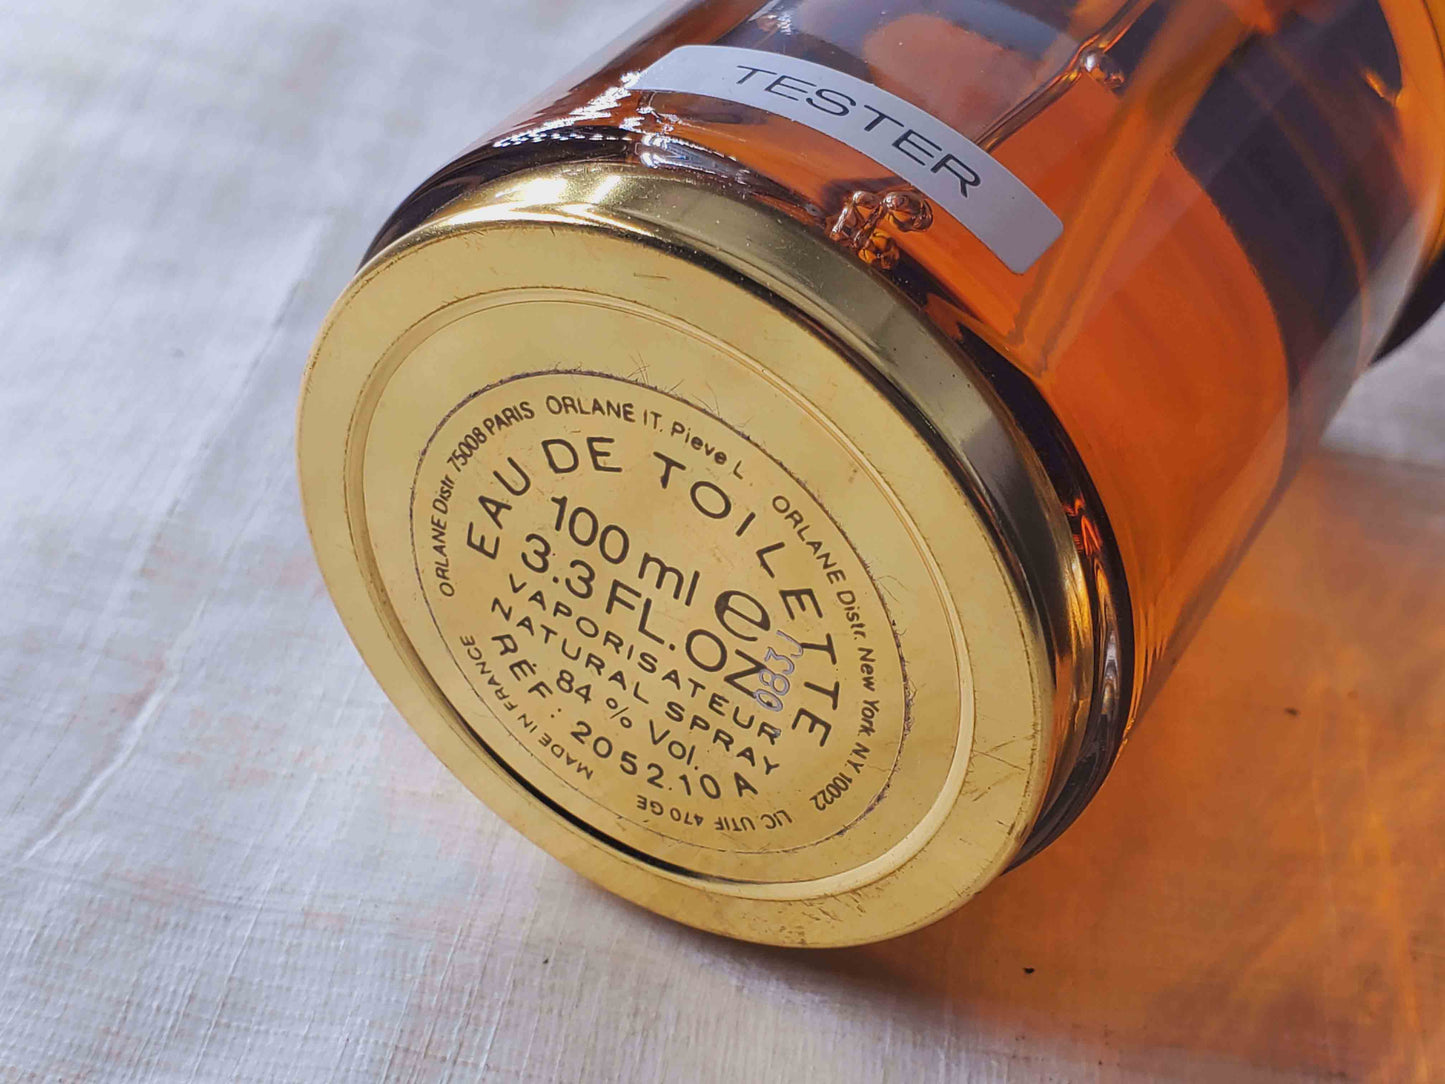 TESTER
ORLANE Distr 75008 PARIS ORLANE IT. Pieve L. ORLANE Distr. New York NY 10022
EAU DE TOILETTE
100 ml e
3.3 FL.OZ
VAPORISATEUR
NATURAL SPRAY
84 % Vol.
RÉF: 2052.10 A
MADE IN FRANCE LIC UTIF 470 GE
083J